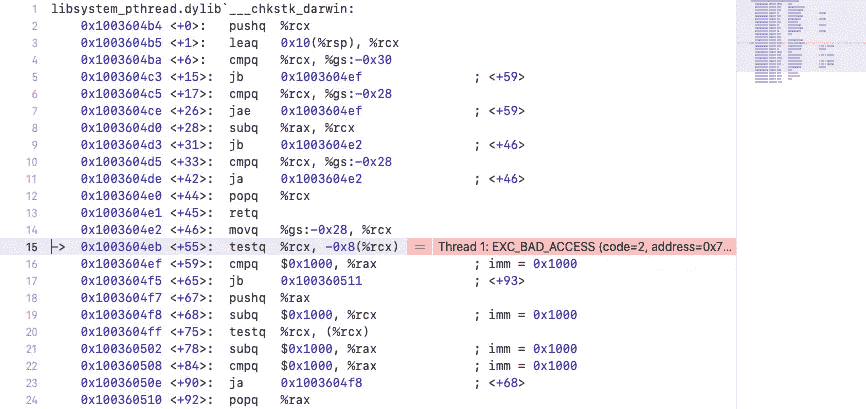 1 libsystem_pthread.dylib`___chkstk_darwin:
2 0x1003604b4 <+0>: pushq %rcx
3 0x1003604b5 <+1>: leaq 0x10(%rsp), %rcx
4 0x1003604ba <+6>: cmpq %rcx, %gs:-0x30
5 0x1003604c3 <+15>: jb 0x1003604ef ; <+59>
6 0x1003604c5 <+17>: cmpq %rcx, %gs:-0x28
7 0x1003604ce <+26>: jae 0x1003604ef ; <+59>
8 0x1003604d0 <+28>: subq %rax, %rcx
9 0x1003604d3 <+31>: jb 0x1003604e2 ; <+46>
10 0x1003604d5 <+33>: cmpq %rcx, %gs:-0x28
11 0x1003604de <+42>: ja 0x1003604e2 ; <+46>
12 0x1003604e0 <+44>: popq %rcx
13 0x1003604e1 <+45>: retq
14 0x1003604e2 <+46>: movq %gs:-0x28, %rcx
15 -> 0x1003604eb <+55>: testq %rcx, -0x8(%rcx) = Thread 1: EXC_BAD_ACCESS (code=2, address=0x7...
16 0x1003604ef <+59>: cmpq $0x1000, %rax ; imm = 0x1000
17 0x1003604f5 <+65>: jb 0x100360511 ; <+93>
18 0x1003604f7 <+67>: pushq %rax
19 0x1003604f8 <+68>: subq $0x1000, %rcx ; imm = 0x1000
20 0x1003604ff <+75>: testq %rcx, (%rcx)
21 0x100360502 <+78>: subq $0x1000, %rax ; imm = 0x1000
22 0x100360508 <+84>: cmpq $0x1000, %rax ; imm = 0x1000
23 0x10036050e <+90>: ja 0x1003604f8 ; <+68>
24 0x100360510 <+92>: popq %rax